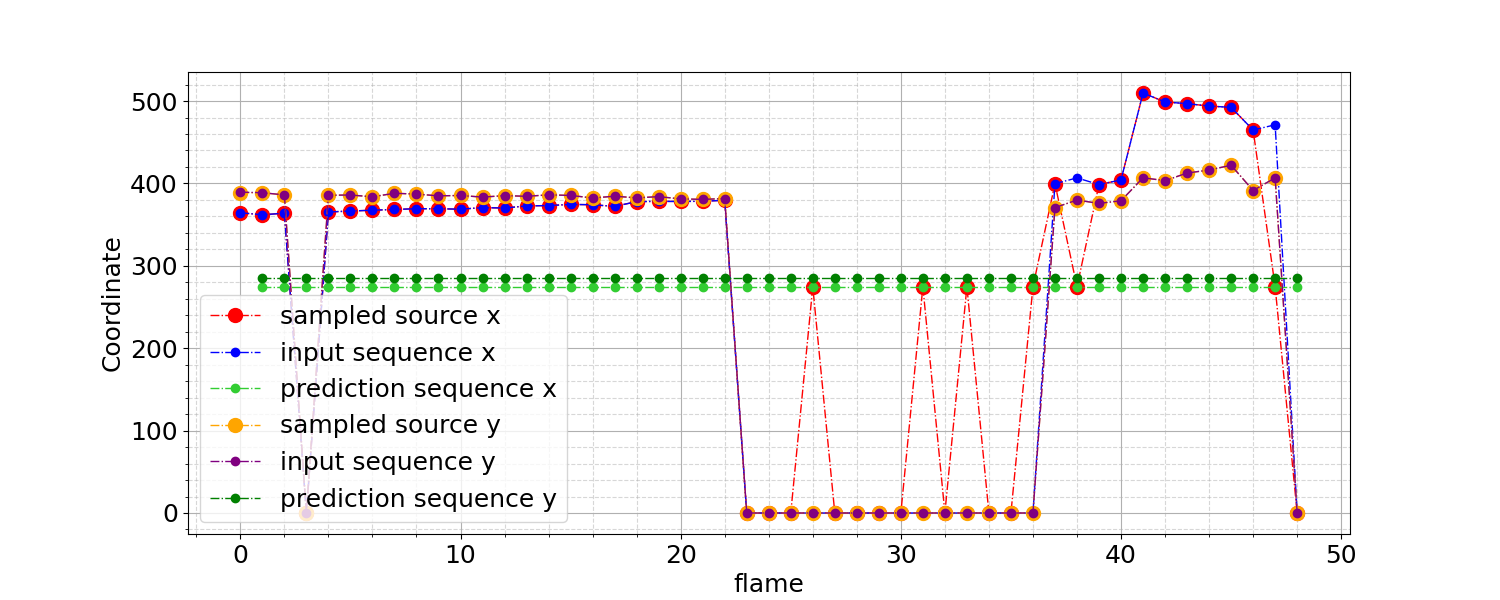 500
400
300
200
100
0
Coordinate
sampled source x
input sequence x
prediction sequence x
sampled source y
input sequence y
prediction sequence y
0 10 20 30 40 50
flame